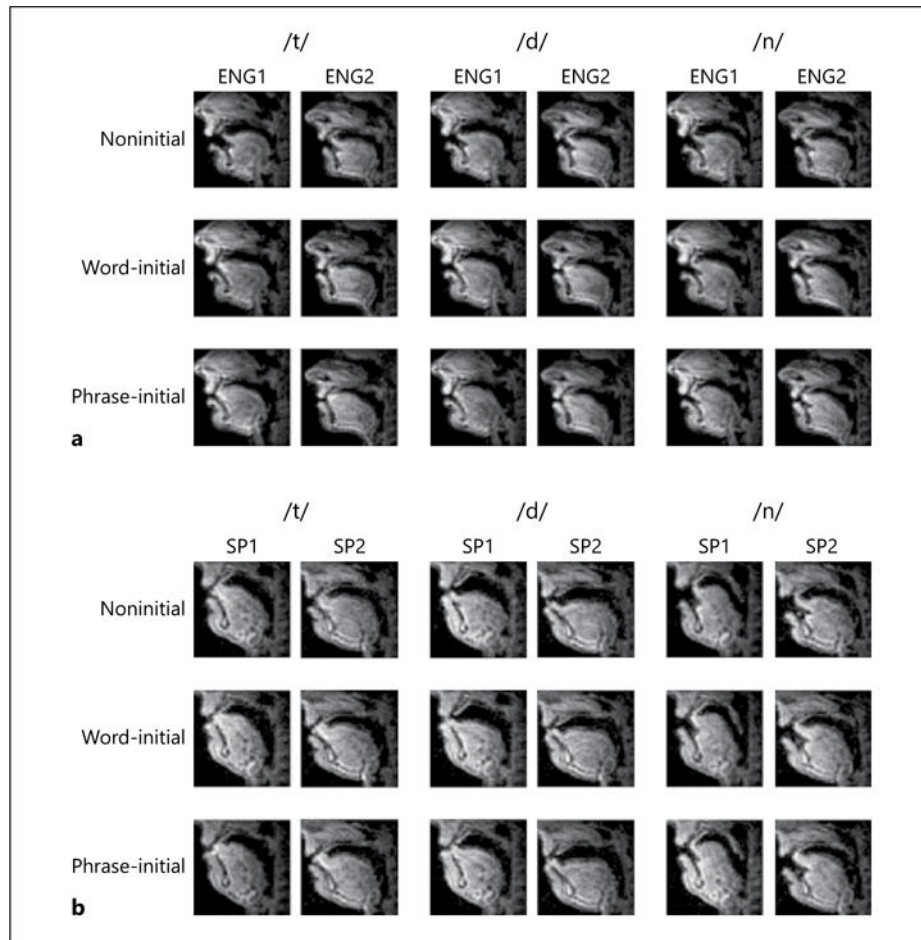 /t/ /d/ /n/
ENG1 ENG2 ENG1 ENG2 ENG1 ENG2
Noninitial
Word-initial
Phrase-initial
a
/t/ /d/ /n/
SP1 SP2 SP1 SP2 SP1 SP2
Noninitial
Word-initial
Phrase-initial
b